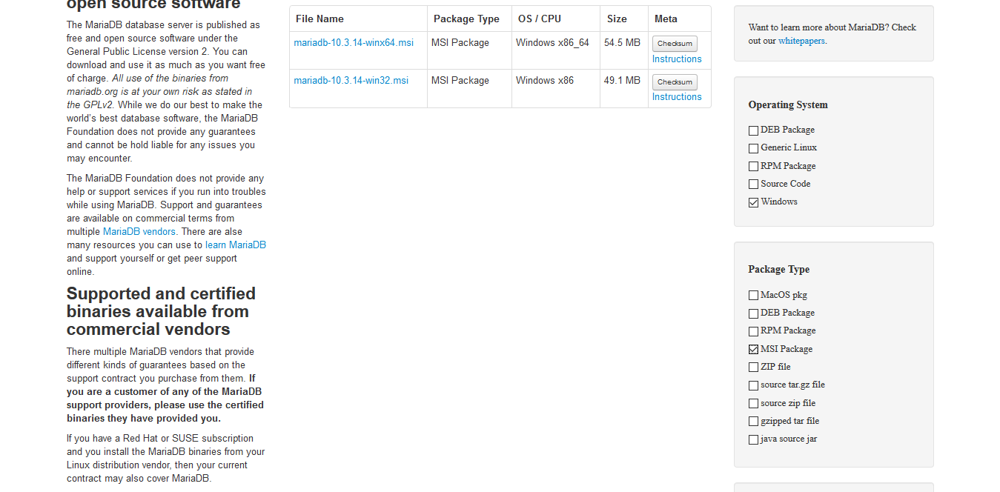 open source software
The MariaDB database server is published as
free and open source software under the
General Public License version 2. You can
download and use it as much as you want free
of charge. All use of the binaries from
mariadb.org is at your own risk as stated in
the GPLv2. While we do our best to make the
world's best database software, the MariaDB
Foundation does not provide any guarantees
and cannot be hold liable for any issues you
may encounter.
The MariaDB Foundation does not provide any
help or support services if you run into troubles
while using MariaDB. Support and guarantees
are available on commercial terms from
multiple MariaDB vendors. There are alse
many resources you can use to learn MariaDB
and support yourself or get peer support
online.
Supported and certified
binaries available from
commercial vendors
There multiple MariaDB vendors that provide
different kinds of guarantees based on the
support contract you purchase from them. If
you are a customer of any of the MariaDB
support providers, please use the certified
binaries they have provided you.
If you have a Red Hat or SUSE subscription
and you install the MariaDB binaries from your
Linux distribution vendor, then your current
contract may also cover MariaDB.
File Name Package Type OS / CPU Size Meta
mariadb-10.3.14-winx64.msi MSI Package Windows x86_64 54.5 MB Checksum
Instructions
mariadb-10.3.14-win32.msi MSI Package Windows x86 49.1 MB Checksum
Instructions
Want to learn more about MariaDB? Check
out our whitepapers.
Operating System
DEB Package
Generic Linux
RPM Package
Source Code
Windows
Package Type
MacOS pkg
DEB Package
RPM Package
MSI Package
ZIP file
source tar.gz file
source zip file
gzipped tar file
java source jar